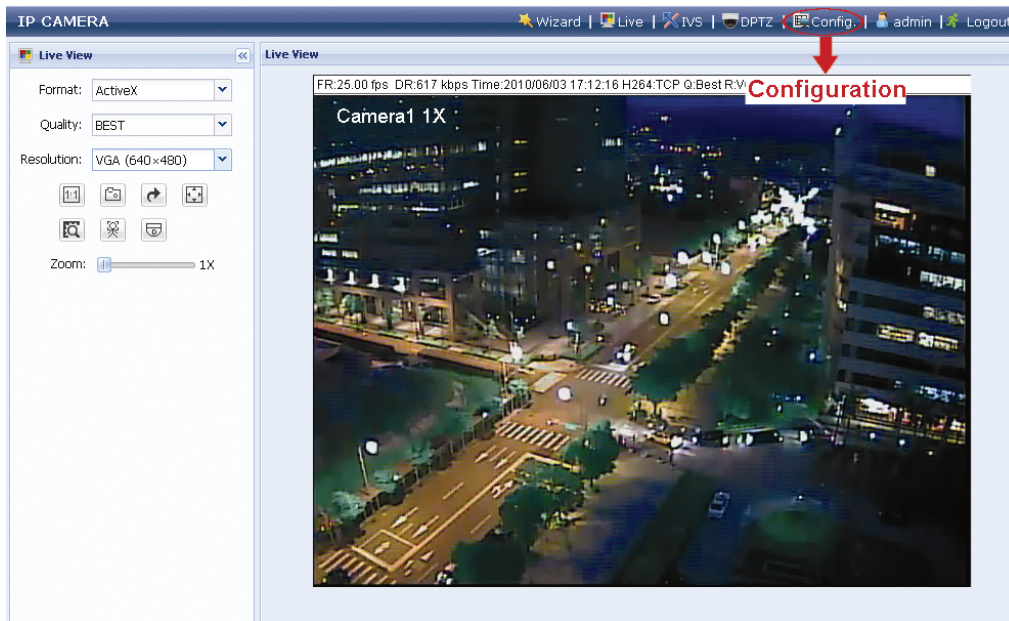 IP CAMERA
Wizard | Live | IVS | DPTZ | Config. | admin | Logout
Live View
Live View
FR:25.00 fps DR:617 kbps Time:2010/06/03 17:12:16 H264:TCP Q:Best
Configuration
Camera1 1X
Format: ActiveX
Quality: BEST
Resolution: VGA (640×480)
1:1
Zoom: 1X